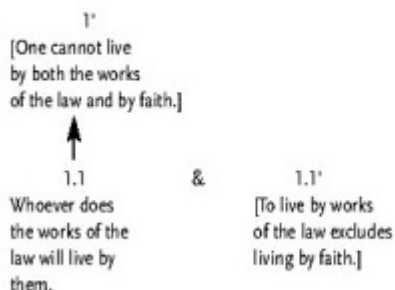 1'
[One cannot live
by both the works
of the law and by faith.]
1.1 & 1.1'
Whoever does
the works of the
law will live by
them.
[To live by works
of the law excludes
living by faith.]